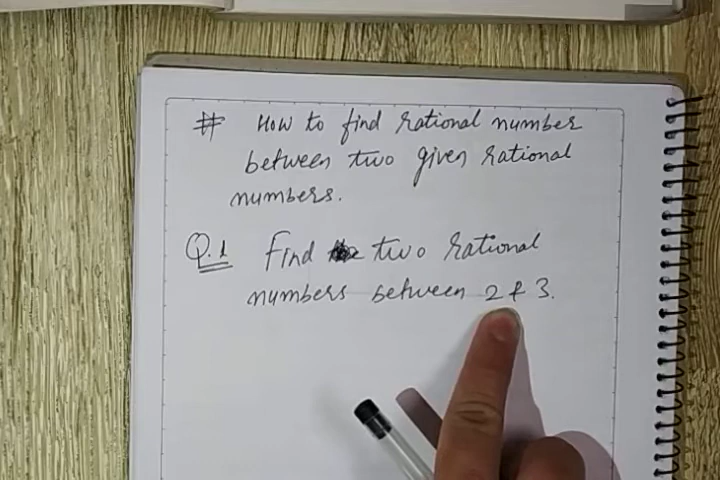 # How to find rational number
between two given rational
numbers.
Q.1 Find two rational
numbers between 2 & 3.